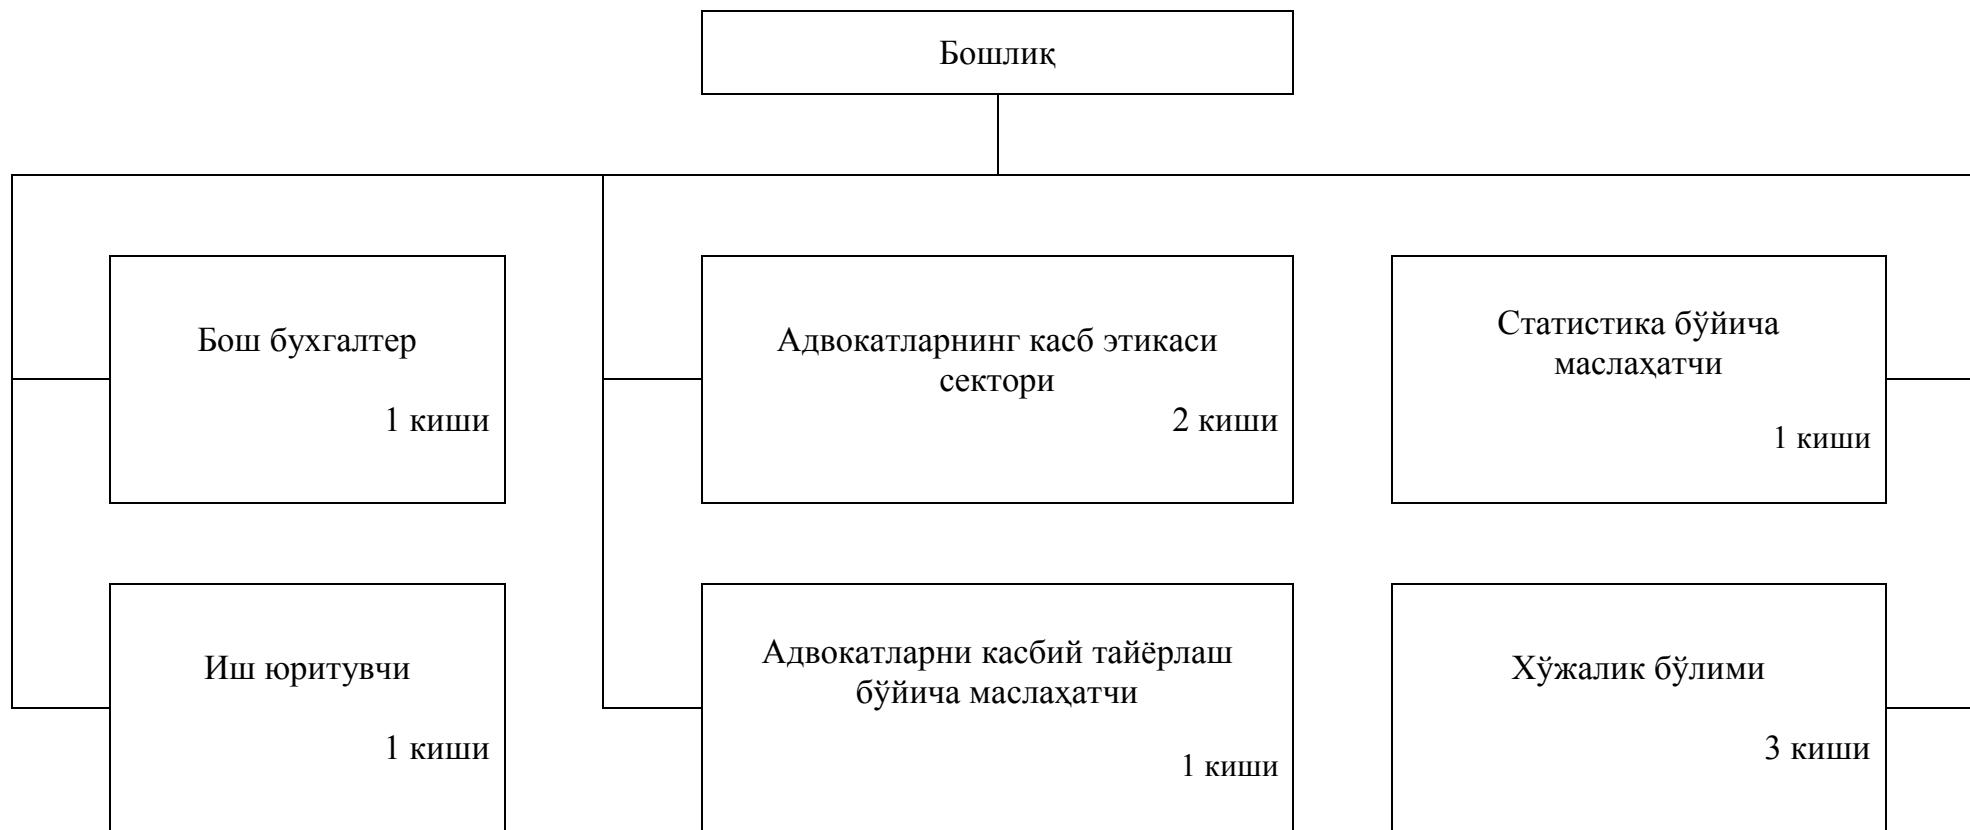 Бошлиқ
Бош бухгалтер
1 киши
Адвокатларнинг касб этикаси
сектори
2 киши
Статистика бўйича
маслаҳатчи
1 киши
Иш юритувчи
1 киши
Адвокатларни касбий тайёрлаш
бўйича маслаҳатчи
1 киши
Хўжалик бўлими
3 киши